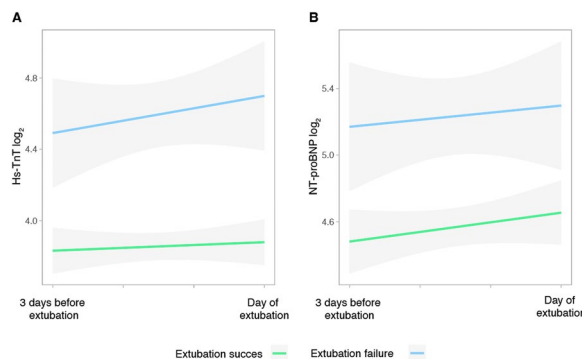 A
B
4.8
4.4
4.0
Hs-TnT log2
5.4
5.0
4.6
NT-proBNP log2
3 days before
extubation
Day of
extubation
3 days before
extubation
Day of
extubation
Extubation succes
Extubation failure